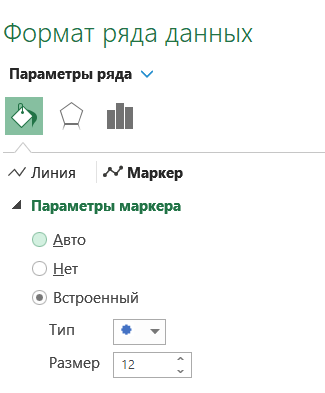 Формат ряда данных
Параметры ряда
Линия Маркер
Параметры маркера
Авто
Нет
Встроенный
Тип
Размер 12